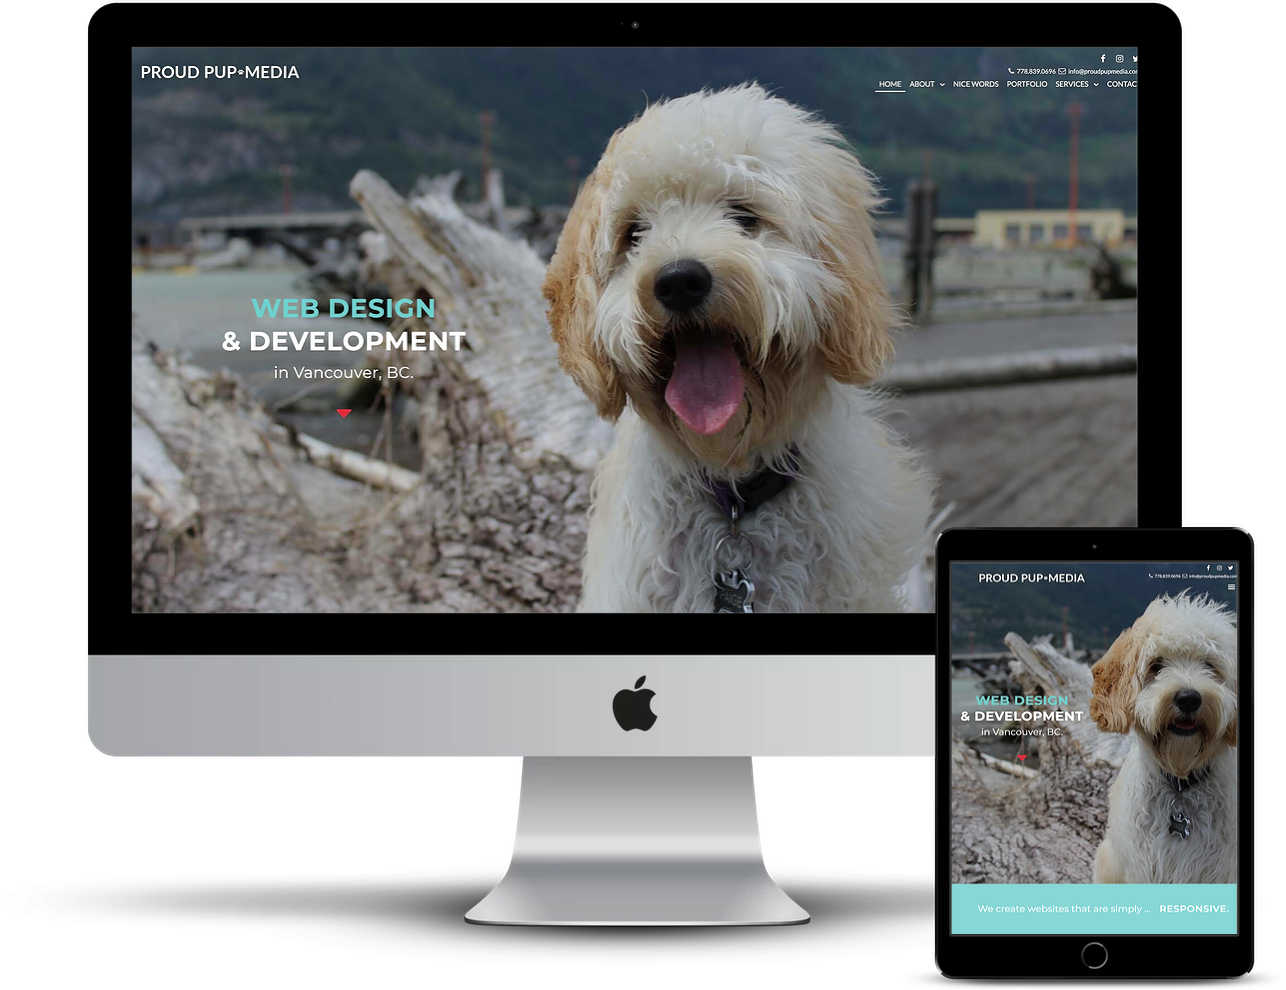 PROUD PUP MEDIA
778.839.0696 info@proudpupmedia.co
HOME ABOUT NICE WORDS PORTFOLIO SERVICES CONTAC
WEB DESIGN
& DEVELOPMENT
in Vancouver, BC.
PROUD PUP MEDIA
778.839.0696 info@proudpupmedia.com
WEB DESIGN
& DEVELOPMENT
in Vancouver, BC.
We create websites that are simply ... RESPONSIVE.